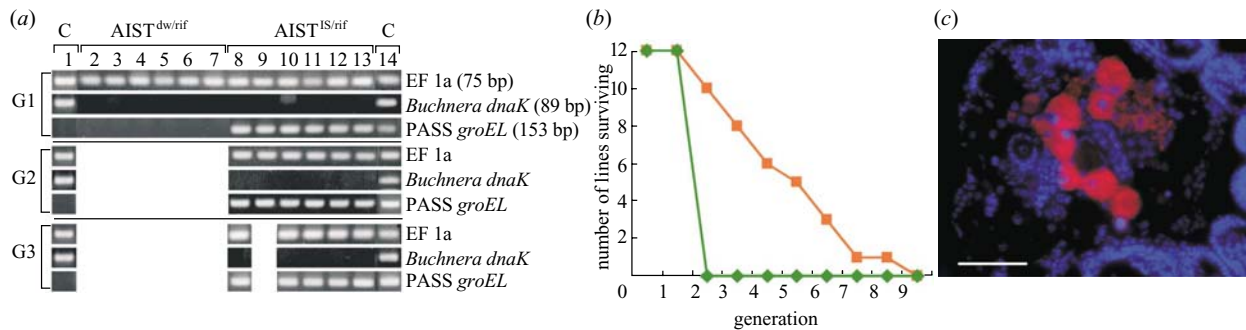 (a)
C AIST dw/rif AIST IS/rif C
1 2 3 4 5 6 7 8 9 10 11 12 13 14
G1
EF 1a (75 bp)
Buchnera dnaK (89 bp)
PASS groEL (153 bp)
G2
EF 1a
Buchnera dnaK
PASS groEL
G3
EF 1a
Buchnera dnaK
PASS groEL
(b)
number of lines surviving
12
10
8
6
4
2
0 1 2 3 4 5 6 7 8 9
generation
(c)